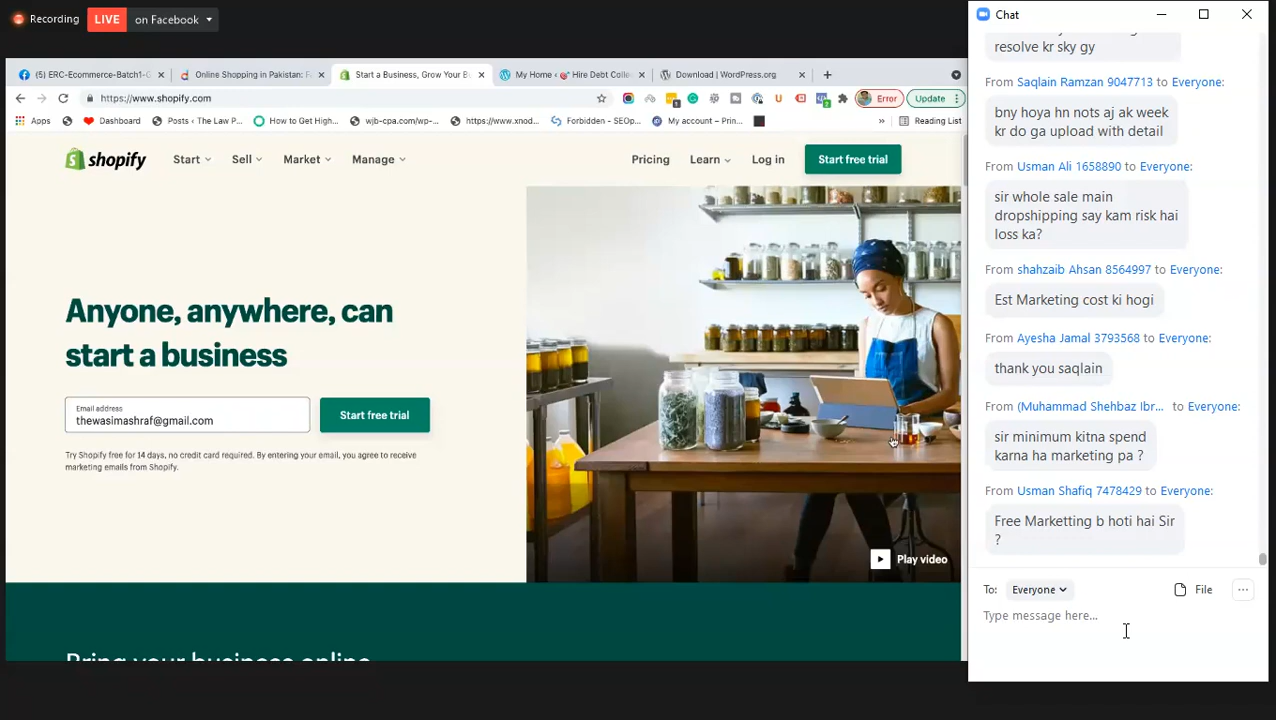 Recording
LIVE
on Facebook
(5) ERC-Ecommerce-Batch1-G
Online Shopping in Pakistan: F
Start a Business, Grow Your B
My Home ‹
Hire Debt Colle
Download | WordPress.org
https://www.shopify.com
Error
Update
Apps
Dashboard
Posts ‹ The Law P...
How to Get High...
wjb-cpa.com/wp-...
https://www.xnod...
Forbidden - SEOp...
My account – Prin...
»
Reading List
shopify
Start
Sell
Market
Manage
Pricing
Learn
Log in
Start free trial
Anyone, anywhere, can
start a business
Email address
thewasimashraf@gmail.com
Start free trial
Try Shopify free for 14 days, no credit card required. By entering your email, you agree to receive
marketing emails from Shopify.
Play video
Bring your business online
Chat
resolve kr sky gy
From Saqlain Ramzan 9047713 to Everyone:
bny hoya hn nots aj ak week
kr do ga upload with detail
From Usman Ali 1658890 to Everyone:
sir whole sale main
dropshipping say kam risk hai
loss ka?
From shahzaib Ahsan 8564997 to Everyone:
Est Marketing cost ki hogi
From Ayesha Jamal 3793568 to Everyone:
thank you saqlain
From (Muhammad Shehbaz Ibr... to Everyone:
sir minimum kitna spend
karna ha marketing pa ?
From Usman Shafiq 7478429 to Everyone:
Free Marketting b hoti hai Sir
?
To: Everyone
File
...
Type message here...